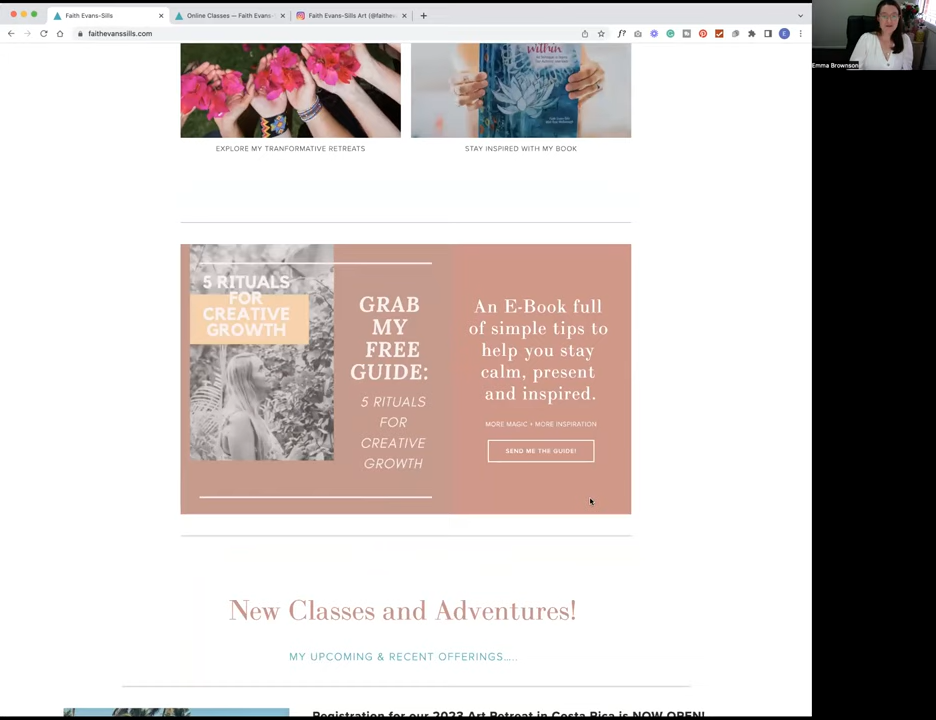 Faith Evans-Sills
Online Classes — Faith Evans
Faith Evans-Sills Art (@faithev
faithevanssills.com
Emma Brownson
within
EXPLORE MY TRANFORMATIVE RETREATS
STAY INSPIRED WITH MY BOOK
5 RITUALS
FOR
CREATIVE
GROWTH
GRAB
MY
FREE
GUIDE:
5 RITUALS
FOR
CREATIVE
GROWTH
An E-Book full
of simple tips to
help you stay
calm, present
and inspired.
MORE MAGIC + MORE INSPIRATION
SEND ME THE GUIDE!
New Classes and Adventures!
MY UPCOMING & RECENT OFFERINGS.....
Registration for our 2023 Art Retreat in Costa Rica is NOW OPEN!